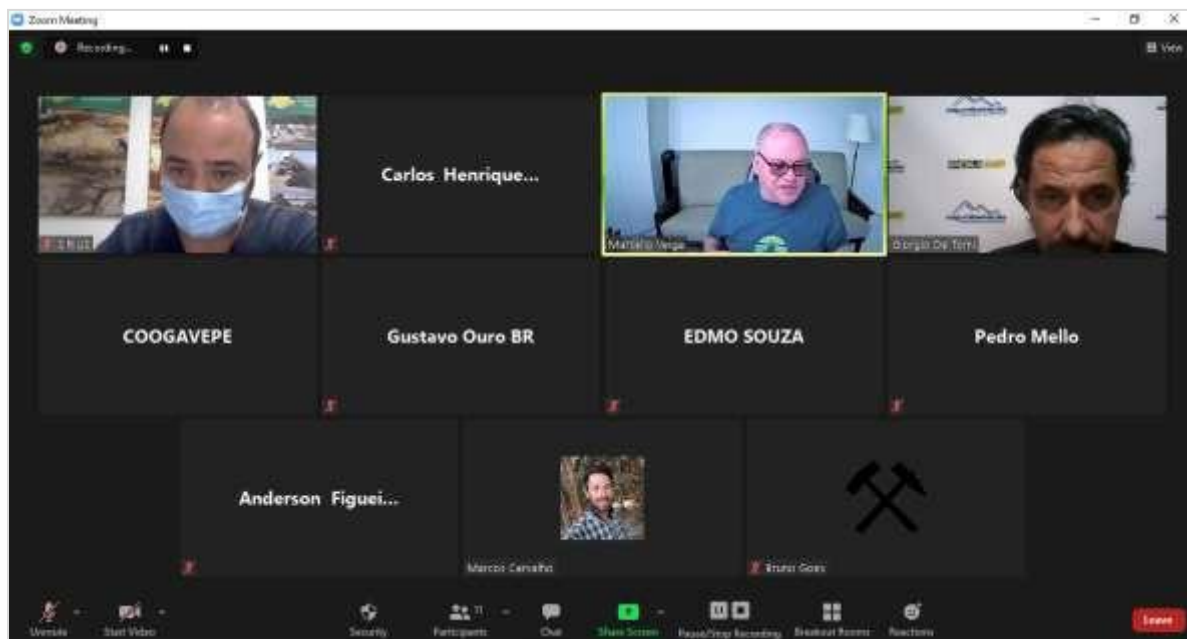 Zoom Meeting
Recording...
View
Carlos Henrique...
Marcello Veiga
Giorgio De Tomi
COOGAVEPE
Gustavo Ouro BR
EDMO SOUZA
Pedro Mello
Anderson Figuei...
Marcos Carvalho
Bruno Goes
Unmute
Start Video
Security
Participants
11
Chat
Share Screen
Pause/Stop Recording
Breakout Rooms
Reactions
Leave